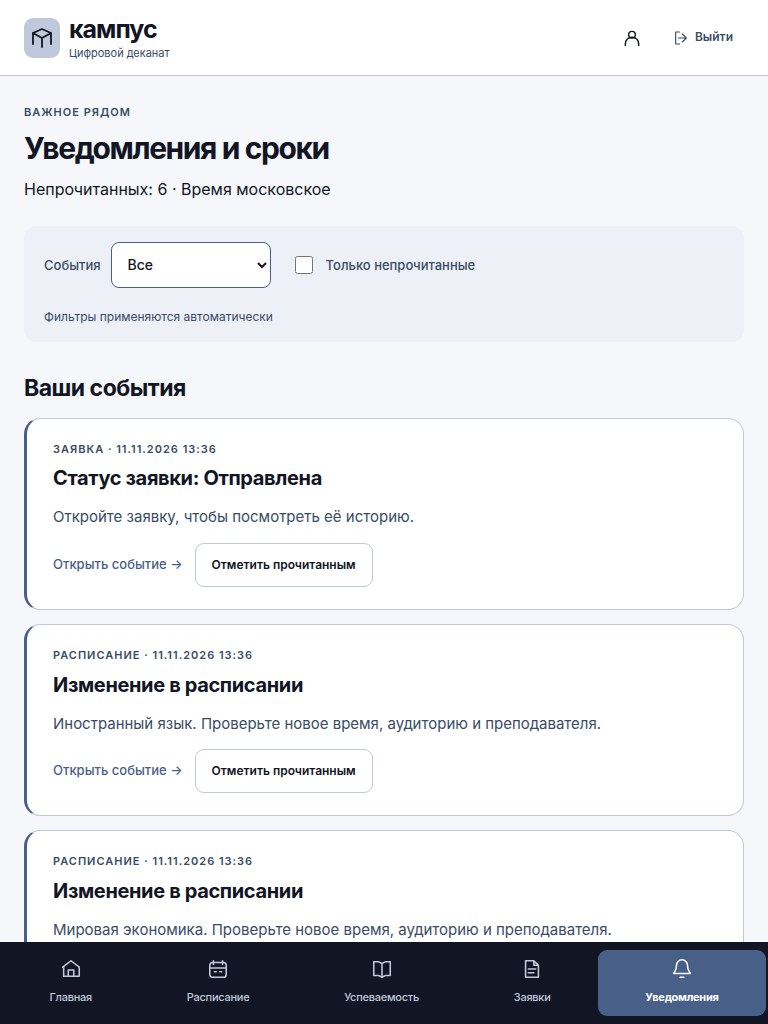 кампус
Цифровой деканат
Выйти
ВАЖНОЕ РЯДОМ
Уведомления и сроки
Непрочитанных: 6 · Время московское
События
Все
Только непрочитанные
Фильтры применяются автоматически
Ваши события
ЗАЯВКА · 11.11.2026 13:36
Статус заявки: Отправлена
Откройте заявку, чтобы посмотреть её историю.
Открыть событие →
Отметить прочитанным
РАСПИСАНИЕ · 11.11.2026 13:36
Изменение в расписании
Иностранный язык. Проверьте новое время, аудиторию и преподавателя.
Открыть событие →
Отметить прочитанным
РАСПИСАНИЕ · 11.11.2026 13:36
Изменение в расписании
Мировая экономика. Проверьте новое время, аудиторию и преподавателя.
Главная
Расписание
Успеваемость
Заявки
Уведомления